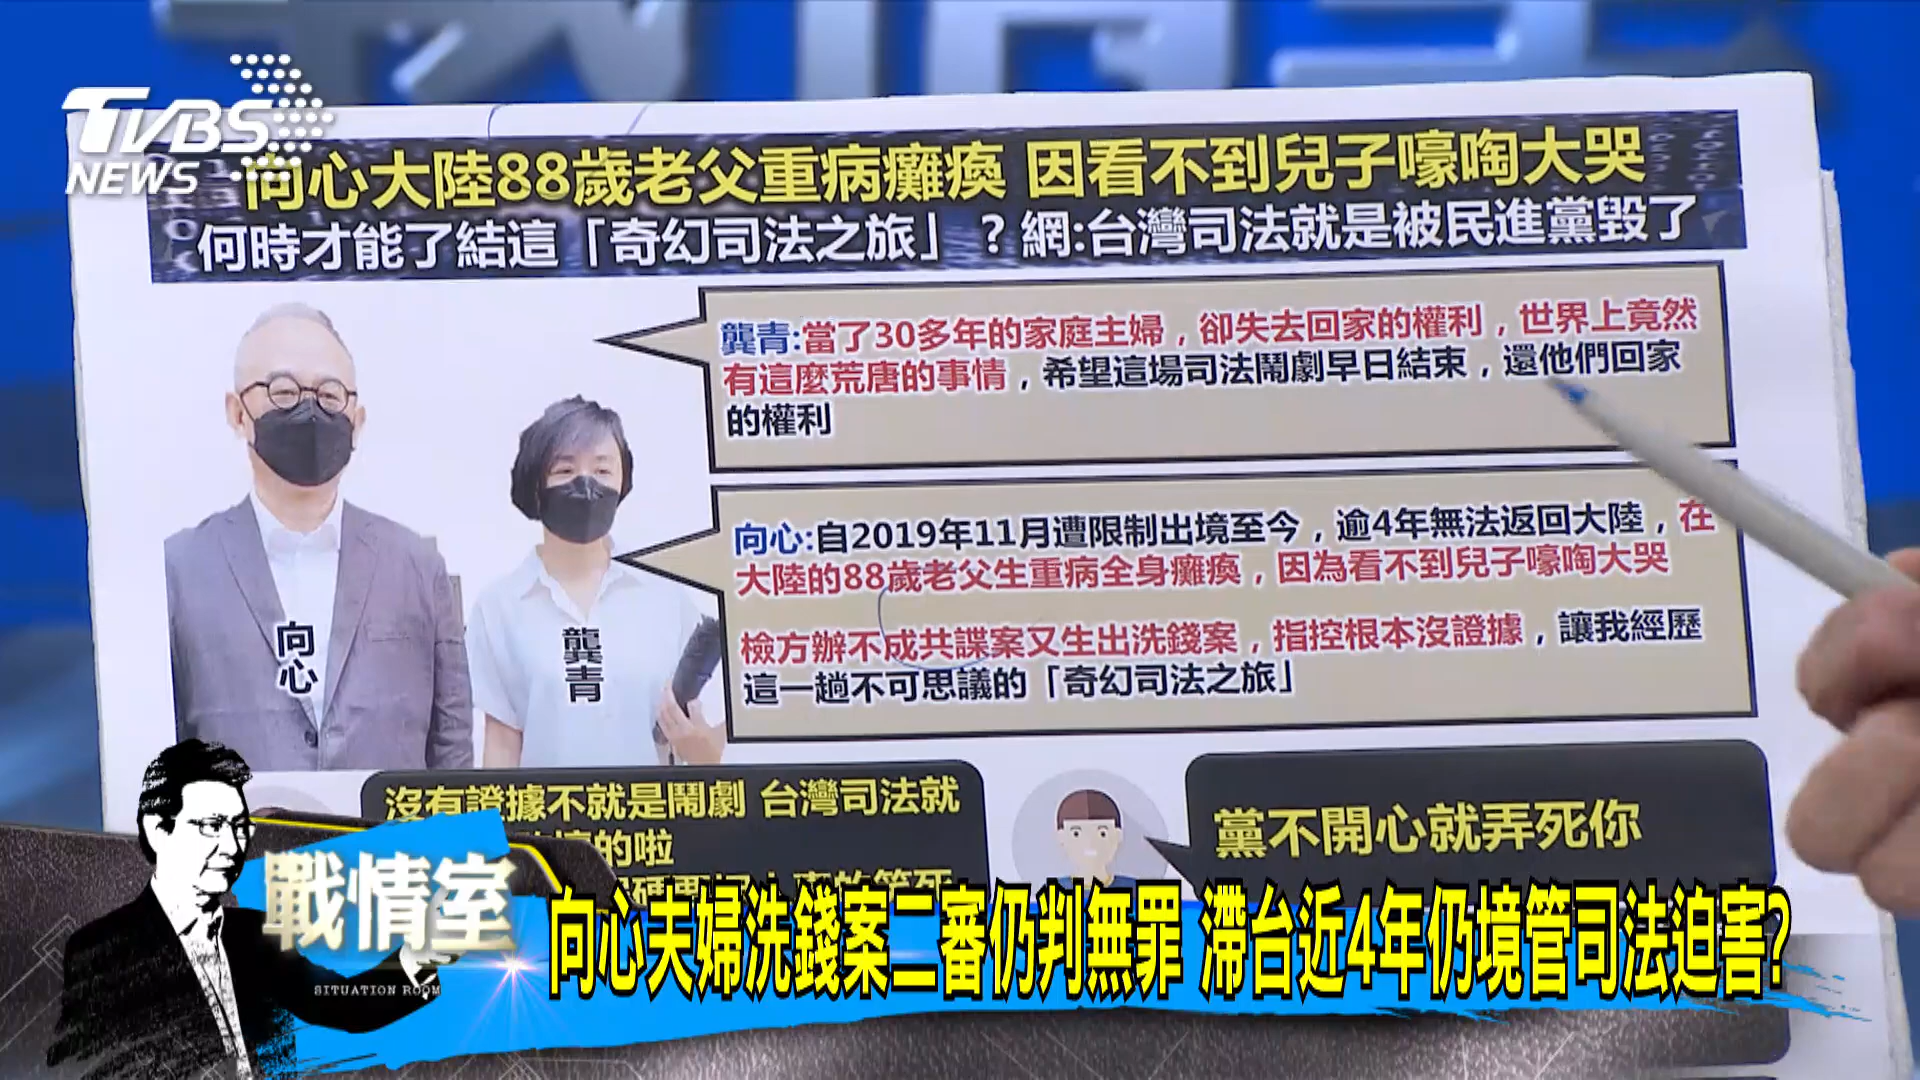 TVBS
NEWS
向心大陸88歲老父重病癱瘓 因看不到兒子嚎啕大哭
何時才能了結這「奇幻司法之旅」？網:台灣司法就是被民進黨毀了
龔青:當了30多年的家庭主婦，卻失去回家的權利，世界上竟然
有這麼荒唐的事情，希望這場司法鬧劇早日結束，還他們回家
的權利
向心:自2019年11月遭限制出境至今，逾4年無法返回大陸，在
大陸的88歲老父生重病全身癱瘓，因為看不到兒子嚎啕大哭
檢方辦不成共諜案又生出洗錢案，指控根本沒證據，讓我經歷
這一趟不可思議的「奇幻司法之旅」
向心
龔青
沒有證據不就是鬧劇 台灣司法就
的啦
黨不開心就弄死你
戰情室
SITUATION ROOM
向心夫婦洗錢案二審仍判無罪 滯台近4年仍境管司法迫害?